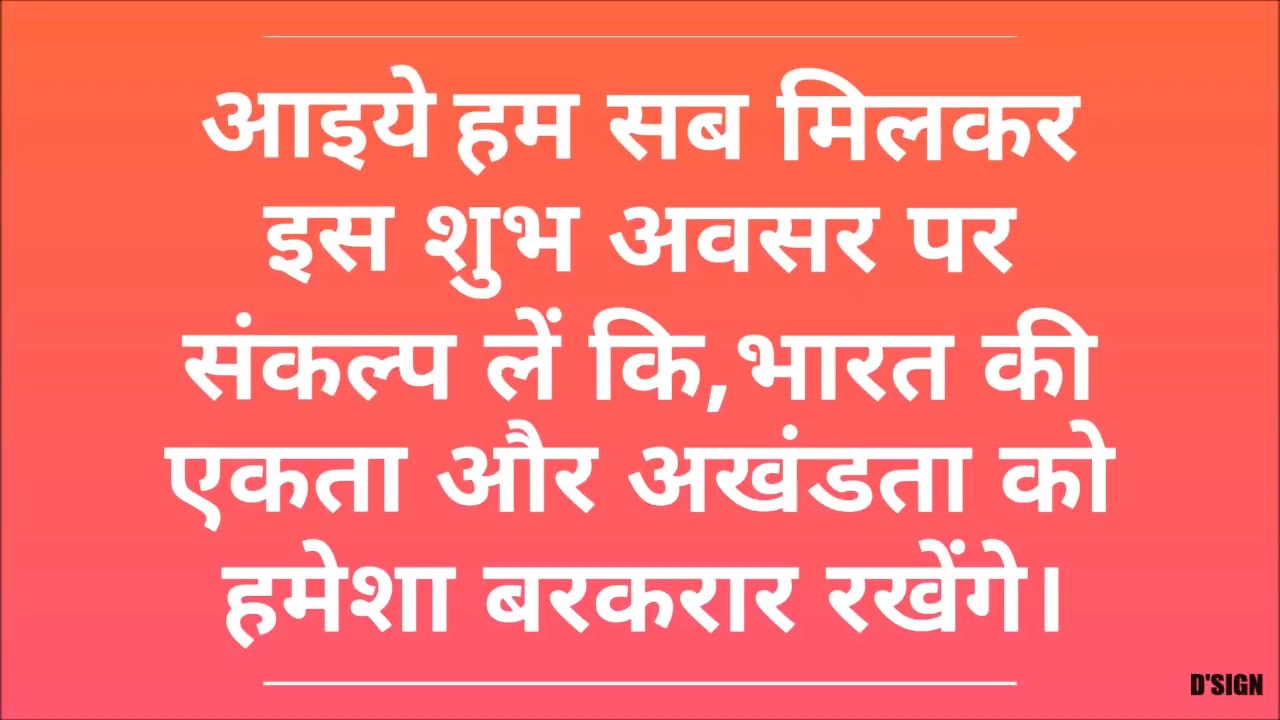 आइये हम सब मिलकर
इस शुभ अवसर पर
संकल्प लें कि,भारत की
एकता और अखंडता को
हमेशा बरकरार रखेंगे।
D'SIGN